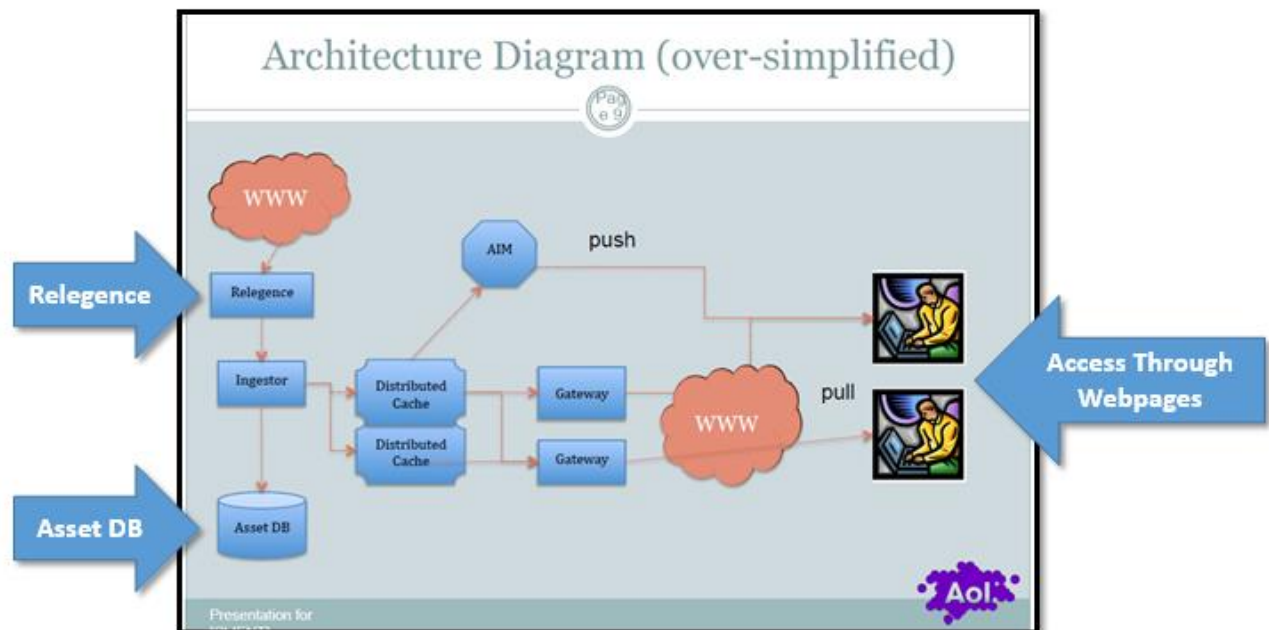 Architecture Diagram (over-simplified)
Pag
e 9
WWW
AIM
push
Relegence
Relegence
Ingestor
Distributed
Cache
Gateway
Distributed
Cache
Gateway
WWW
pull
Access Through
Webpages
Asset DB
Asset DB
Aol.
Presentation for